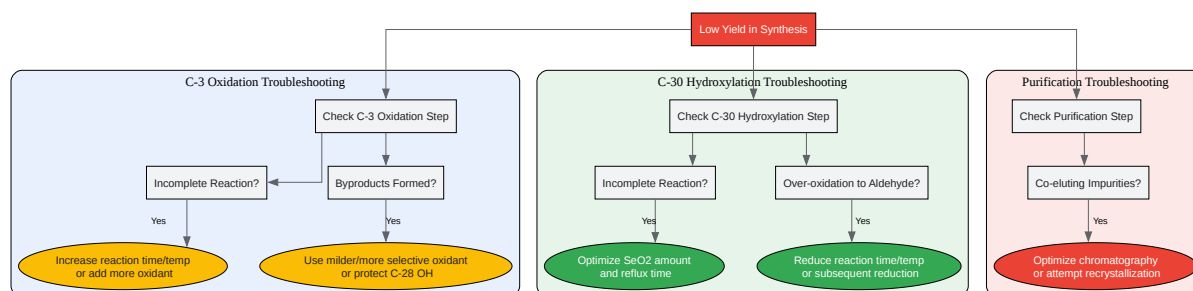 Low Yield in Synthesis
C-3 Oxidation Troubleshooting
Check C-3 Oxidation Step
Incomplete Reaction?
Byproducts Formed?
Yes
Yes
Increase reaction time/temp
or add more oxidant
Use milder/more selective oxidant
or protect C-28 OH
C-30 Hydroxylation Troubleshooting
Check C-30 Hydroxylation Step
Incomplete Reaction?
Over-oxidation to Aldehyde?
Yes
Yes
Optimize SeO2 amount
and reflux time
Reduce reaction time/temp
or subsequent reduction
Purification Troubleshooting
Check Purification Step
Co-eluting Impurities?
Yes
Optimize chromatography
or attempt recrystallization